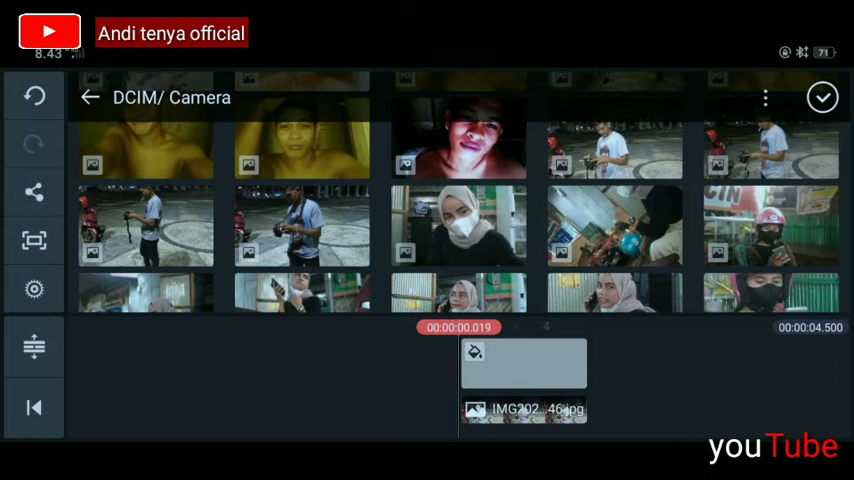 Andi tenya official
8.43
71
DCIM/ Camera
00:00:00.019
4
00:00:04.500
IMG202...46.jpg
youTube